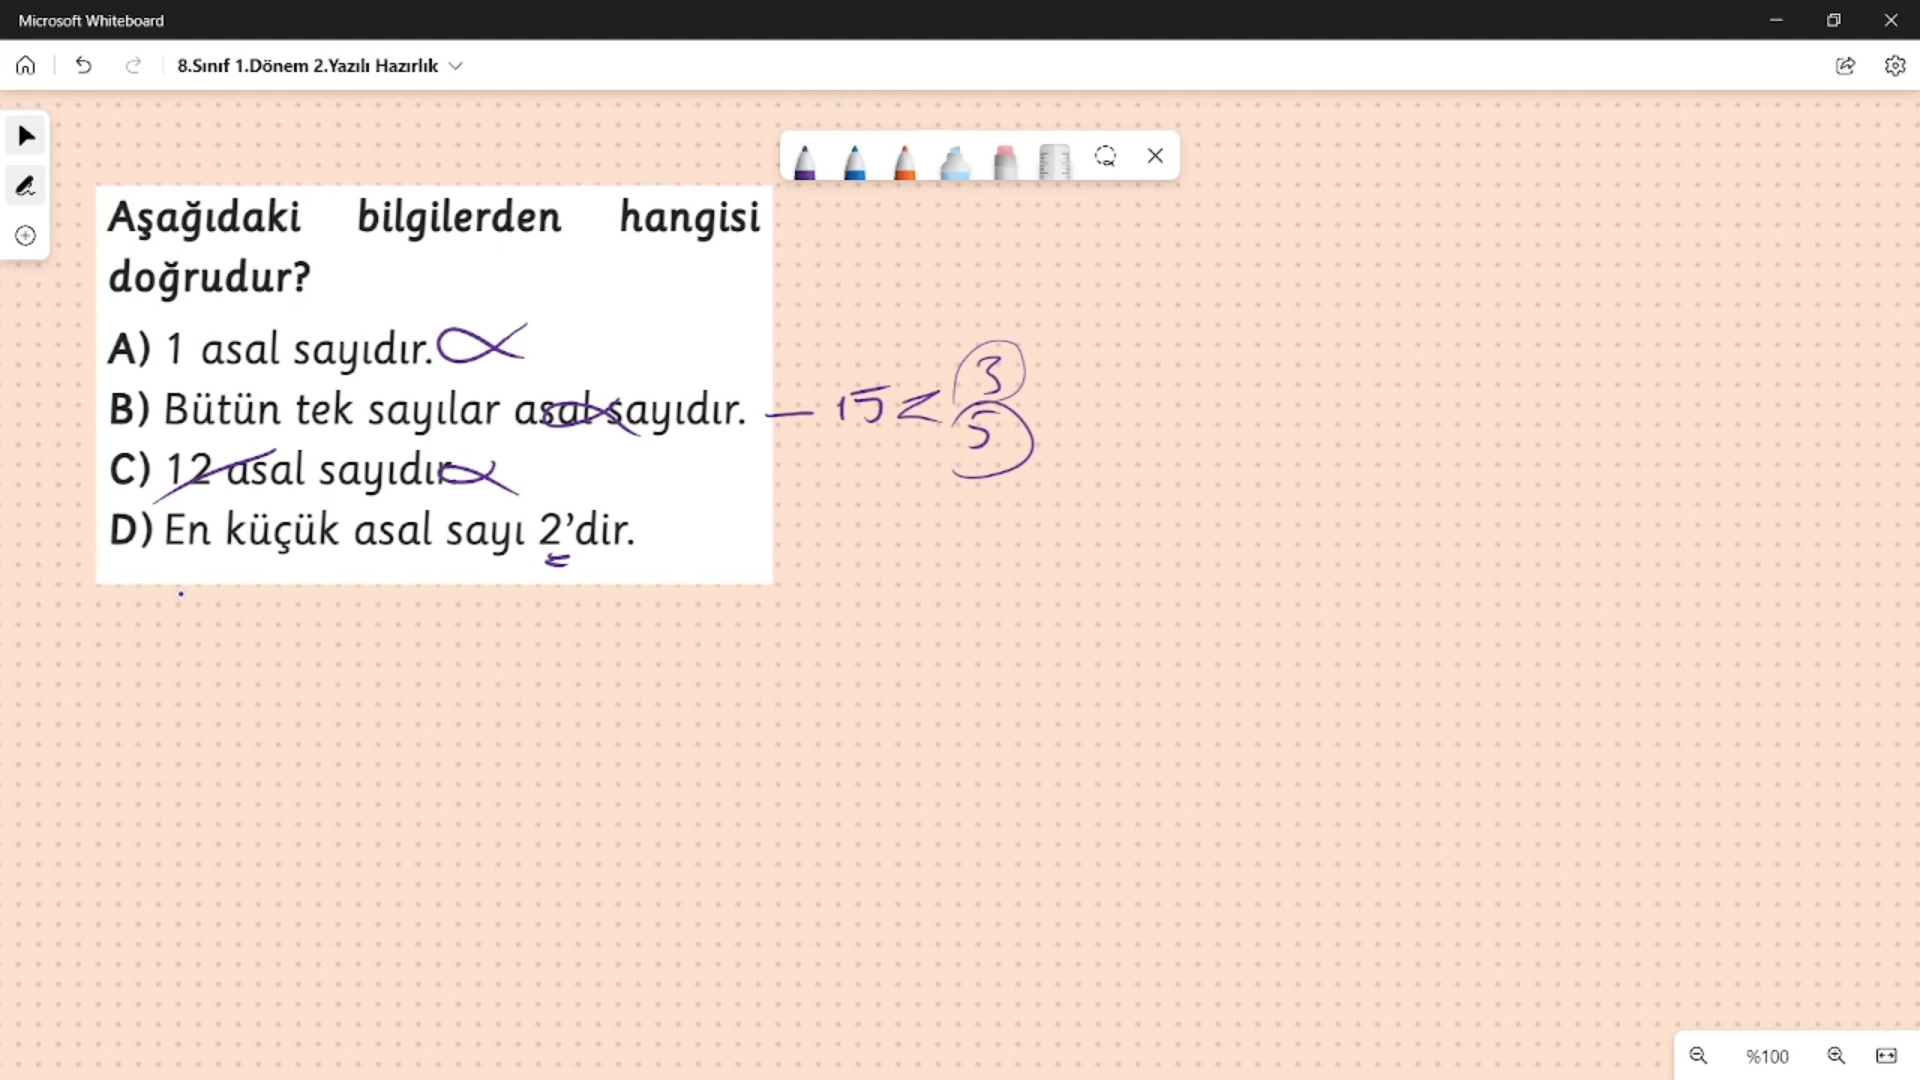 Microsoft Whiteboard
8.Sınıf 1.Dönem 2.Yazılı Hazırlık
Aşağıdaki bilgilerden hangisi
doğrudur?
A) 1 asal sayıdır.
B) Bütün tek sayılar asal sayıdır. — 15 < 3 5
C) 12 asal sayıdır
D) En küçük asal sayı 2'dir.
%100